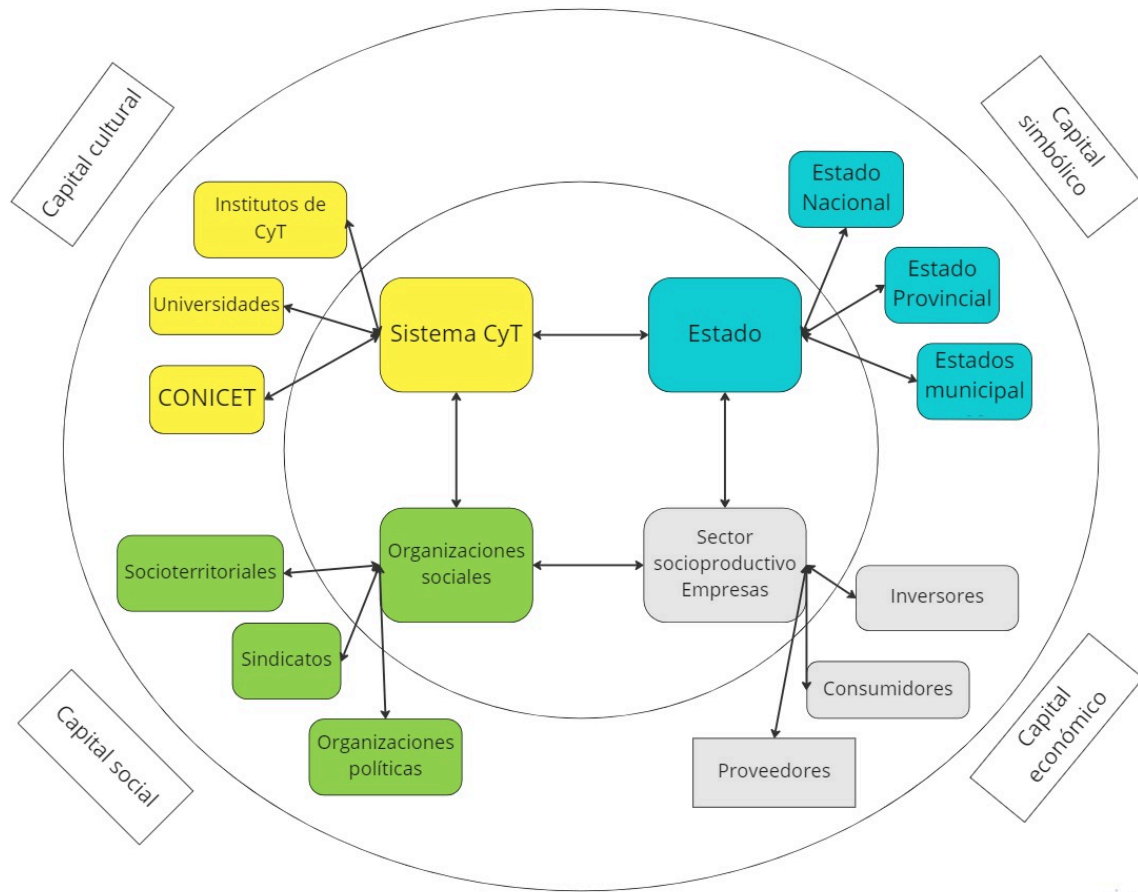 Capital cultural
Capital
simbólico
Institutos de
CyT
Universidades
CONICET
Sistema CyT
Estado
Estado
Nacional
Estado
Provincial
Estados
municipal
Socioterritoriales
Sindicatos
Organizaciones
políticas
Organizaciones
sociales
Sector
socioproductivo
Empresas
Inversores
Consumidores
Proveedores
Capital social
Capital
económico